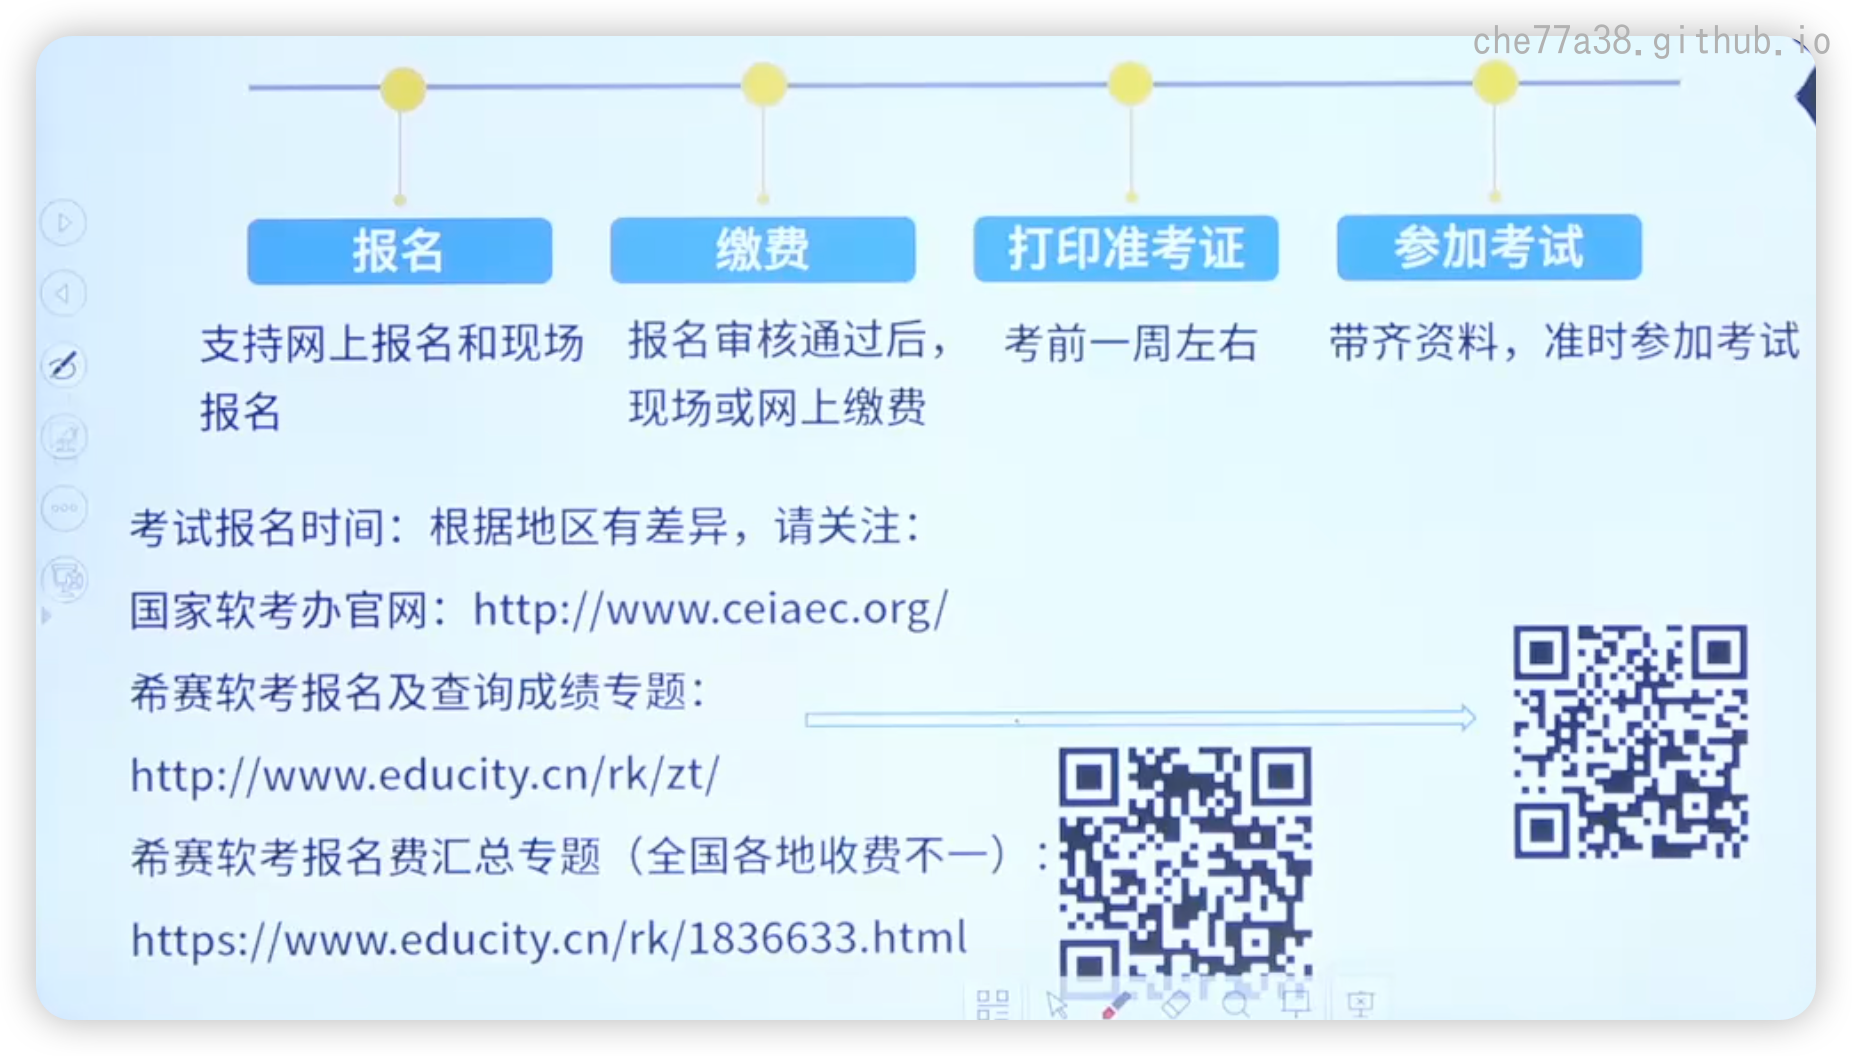 che77a38.github.io
报名
缴费
打印准考证
参加考试
支持网上报名和现场
报名
报名审核通过后，
现场或网上缴费
考前一周左右
带齐资料，准时参加考试
考试报名时间：根据地区有差异，请关注：
国家软考办官网：http://www.ceiaec.org/
希赛软考报名及查询成绩专题：
http://www.educity.cn/rk/zt/
希赛软考报名费汇总专题（全国各地收费不一）：
https://www.educity.cn/rk/1836633.html